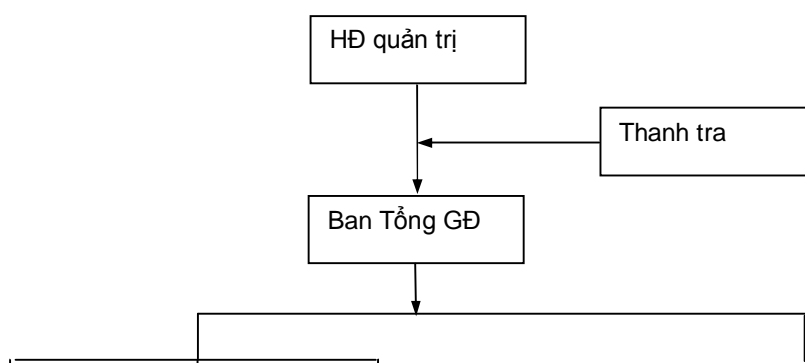 HĐ quản trị
Thanh tra
Ban Tổng GĐ